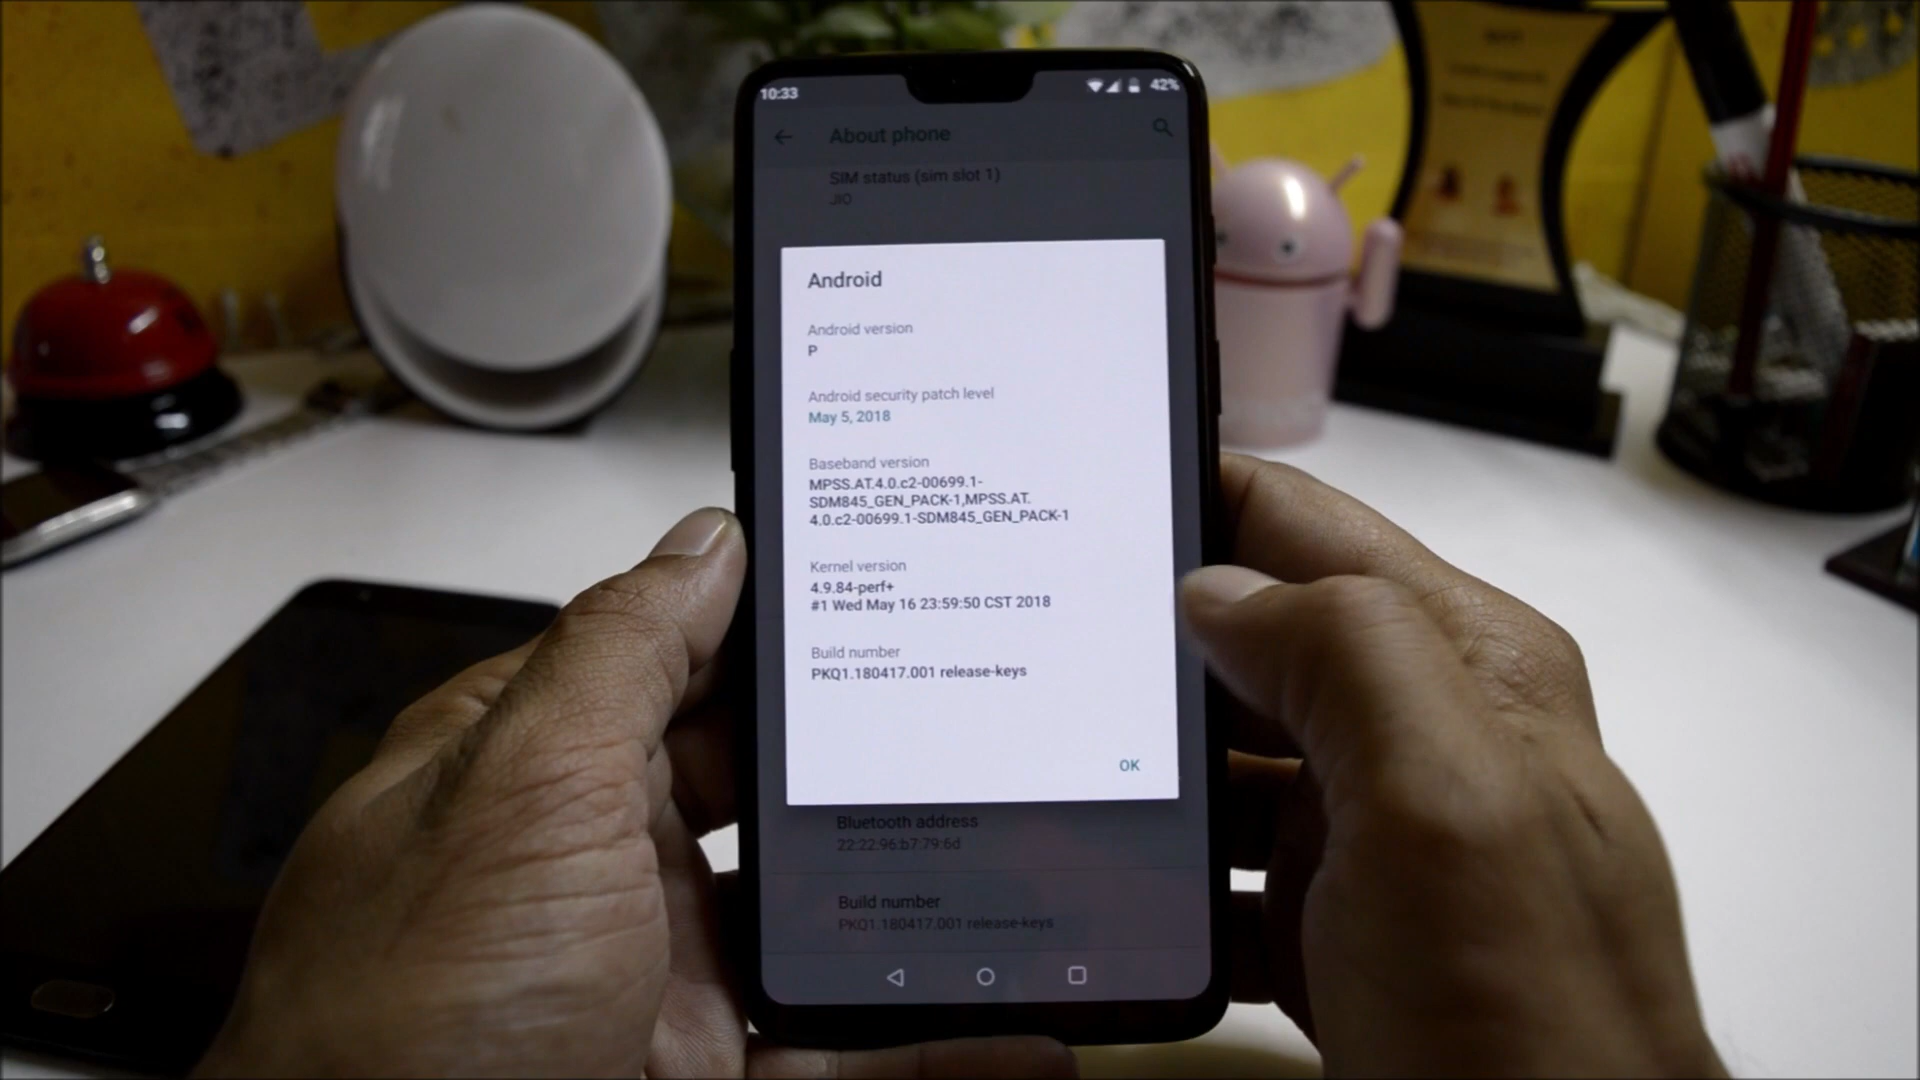 10:33
42%
About phone
SIM status (sim slot 1)
JIO
Android
Android version
P
Android security patch level
May 5, 2018
Baseband version
MPSS.AT.4.0.c2-00699.1-
SDM845_GEN_PACK-1,MPSS.AT.
4.0.c2-00699.1-SDM845_GEN_PACK-1
Kernel version
4.9.84-perf+
#1 Wed May 16 23:59:50 CST 2018
Build number
PKQ1.180417.001 release-keys
OK
Bluetooth address
22:22:96:b7:79:6d
Build number
PKQ1.180417.001 release-keys